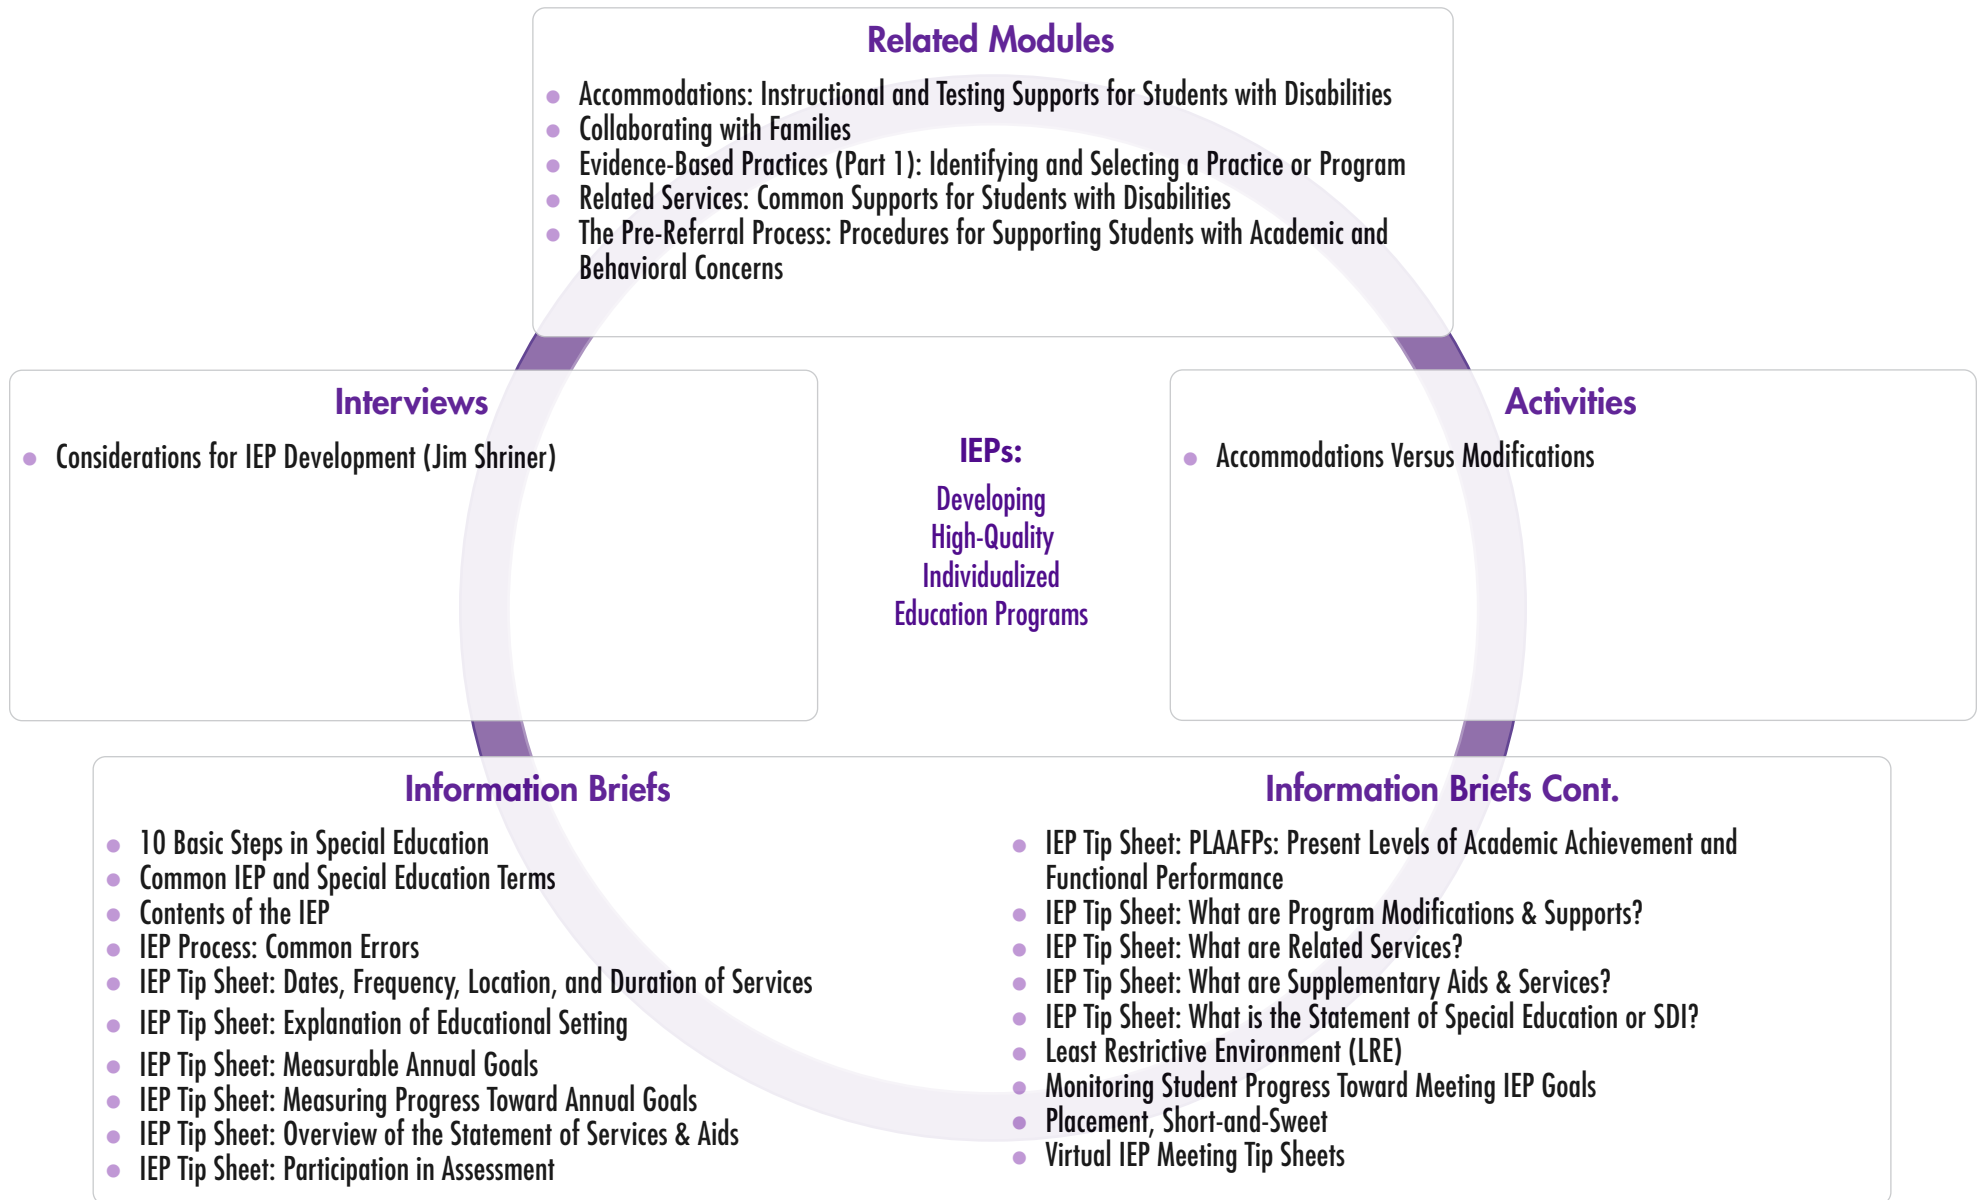 Related Modules
Accommodations: Instructional and Testing Supports for Students with Disabilities
Collaborating with Families
Evidence-Based Practices (Part 1): Identifying and Selecting a Practice or Program
Related Services: Common Supports for Students with Disabilities
The Pre-Referral Process: Procedures for Supporting Students with Academic and
Behavioral Concerns
Interviews
Considerations for IEP Development (Jim Shriner)
IEPs:
Developing
High-Quality
Individualized
Education Programs
Activities
Accommodations Versus Modifications
Information Briefs
10 Basic Steps in Special Education
Common IEP and Special Education Terms
Contents of the IEP
IEP Process: Common Errors
IEP Tip Sheet: Dates, Frequency, Location, and Duration of Services
IEP Tip Sheet: Explanation of Educational Setting
IEP Tip Sheet: Measurable Annual Goals
IEP Tip Sheet: Measuring Progress Toward Annual Goals
IEP Tip Sheet: Overview of the Statement of Services & Aids
IEP Tip Sheet: Participation in Assessment
Information Briefs Cont.
IEP Tip Sheet: PLAAFPs: Present Levels of Academic Achievement and
Functional Performance
IEP Tip Sheet: What are Program Modifications & Supports?
IEP Tip Sheet: What are Related Services?
IEP Tip Sheet: What are Supplementary Aids & Services?
IEP Tip Sheet: What is the Statement of Special Education or SDI?
Least Restrictive Environment (LRE)
Monitoring Student Progress Toward Meeting IEP Goals
Placement, Short-and-Sweet
Virtual IEP Meeting Tip Sheets